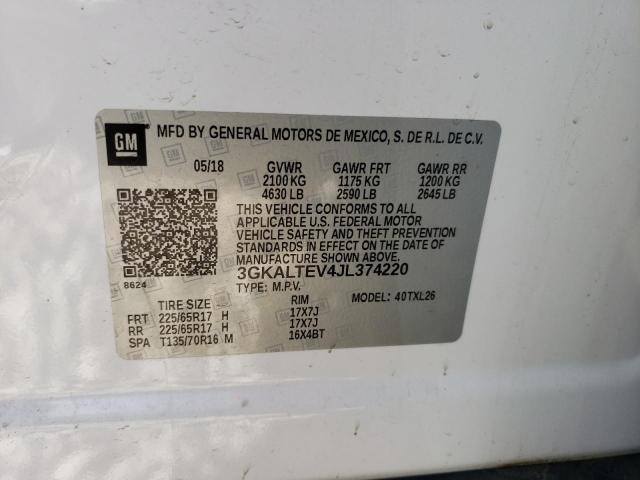 GM
MFD BY GENERAL MOTORS DE MEXICO, S. DE R.L. DE C.V.
05/18 GVWR GAWR FRT GAWR RR
2100 KG 1175 KG 1200 KG
4630 LB 2590 LB 2645 LB
THIS VEHICLE CONFORMS TO ALL
APPLICABLE U.S. FEDERAL MOTOR
VEHICLE SAFETY AND THEFT PREVENTION
STANDARDS IN EFFECT ON THE DATE OF
MANUFACTURE SHOWN ABOVE.
3GKALTEV4JL374220
8624
TYPE: M.P.V. MODEL: 40TXL26
TIRE SIZE RIM
FRT 225/65R17 H 17X7J
RR 225/65R17 H 17X7J
SPA T135/70R16 M 16X4BT